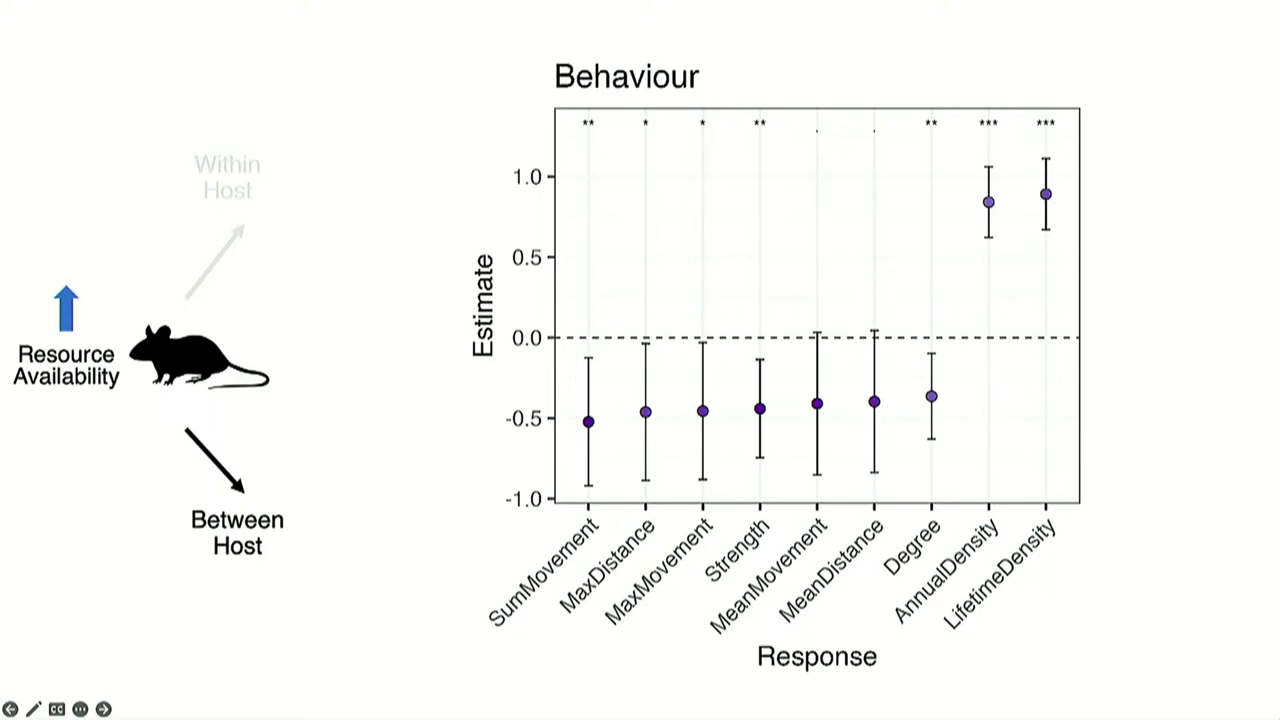 Behaviour
Within
Host
Resource
Availability
Between
Host
** * * ** . . ** *** ***
Estimate
1.0
0.5
0.0
-0.5
-1.0
SumMovement
MaxDistance
MaxMovement
Strength
MeanMovement
MeanDistance
Degree
AnnualDensity
LifetimeDensity
Response
CC